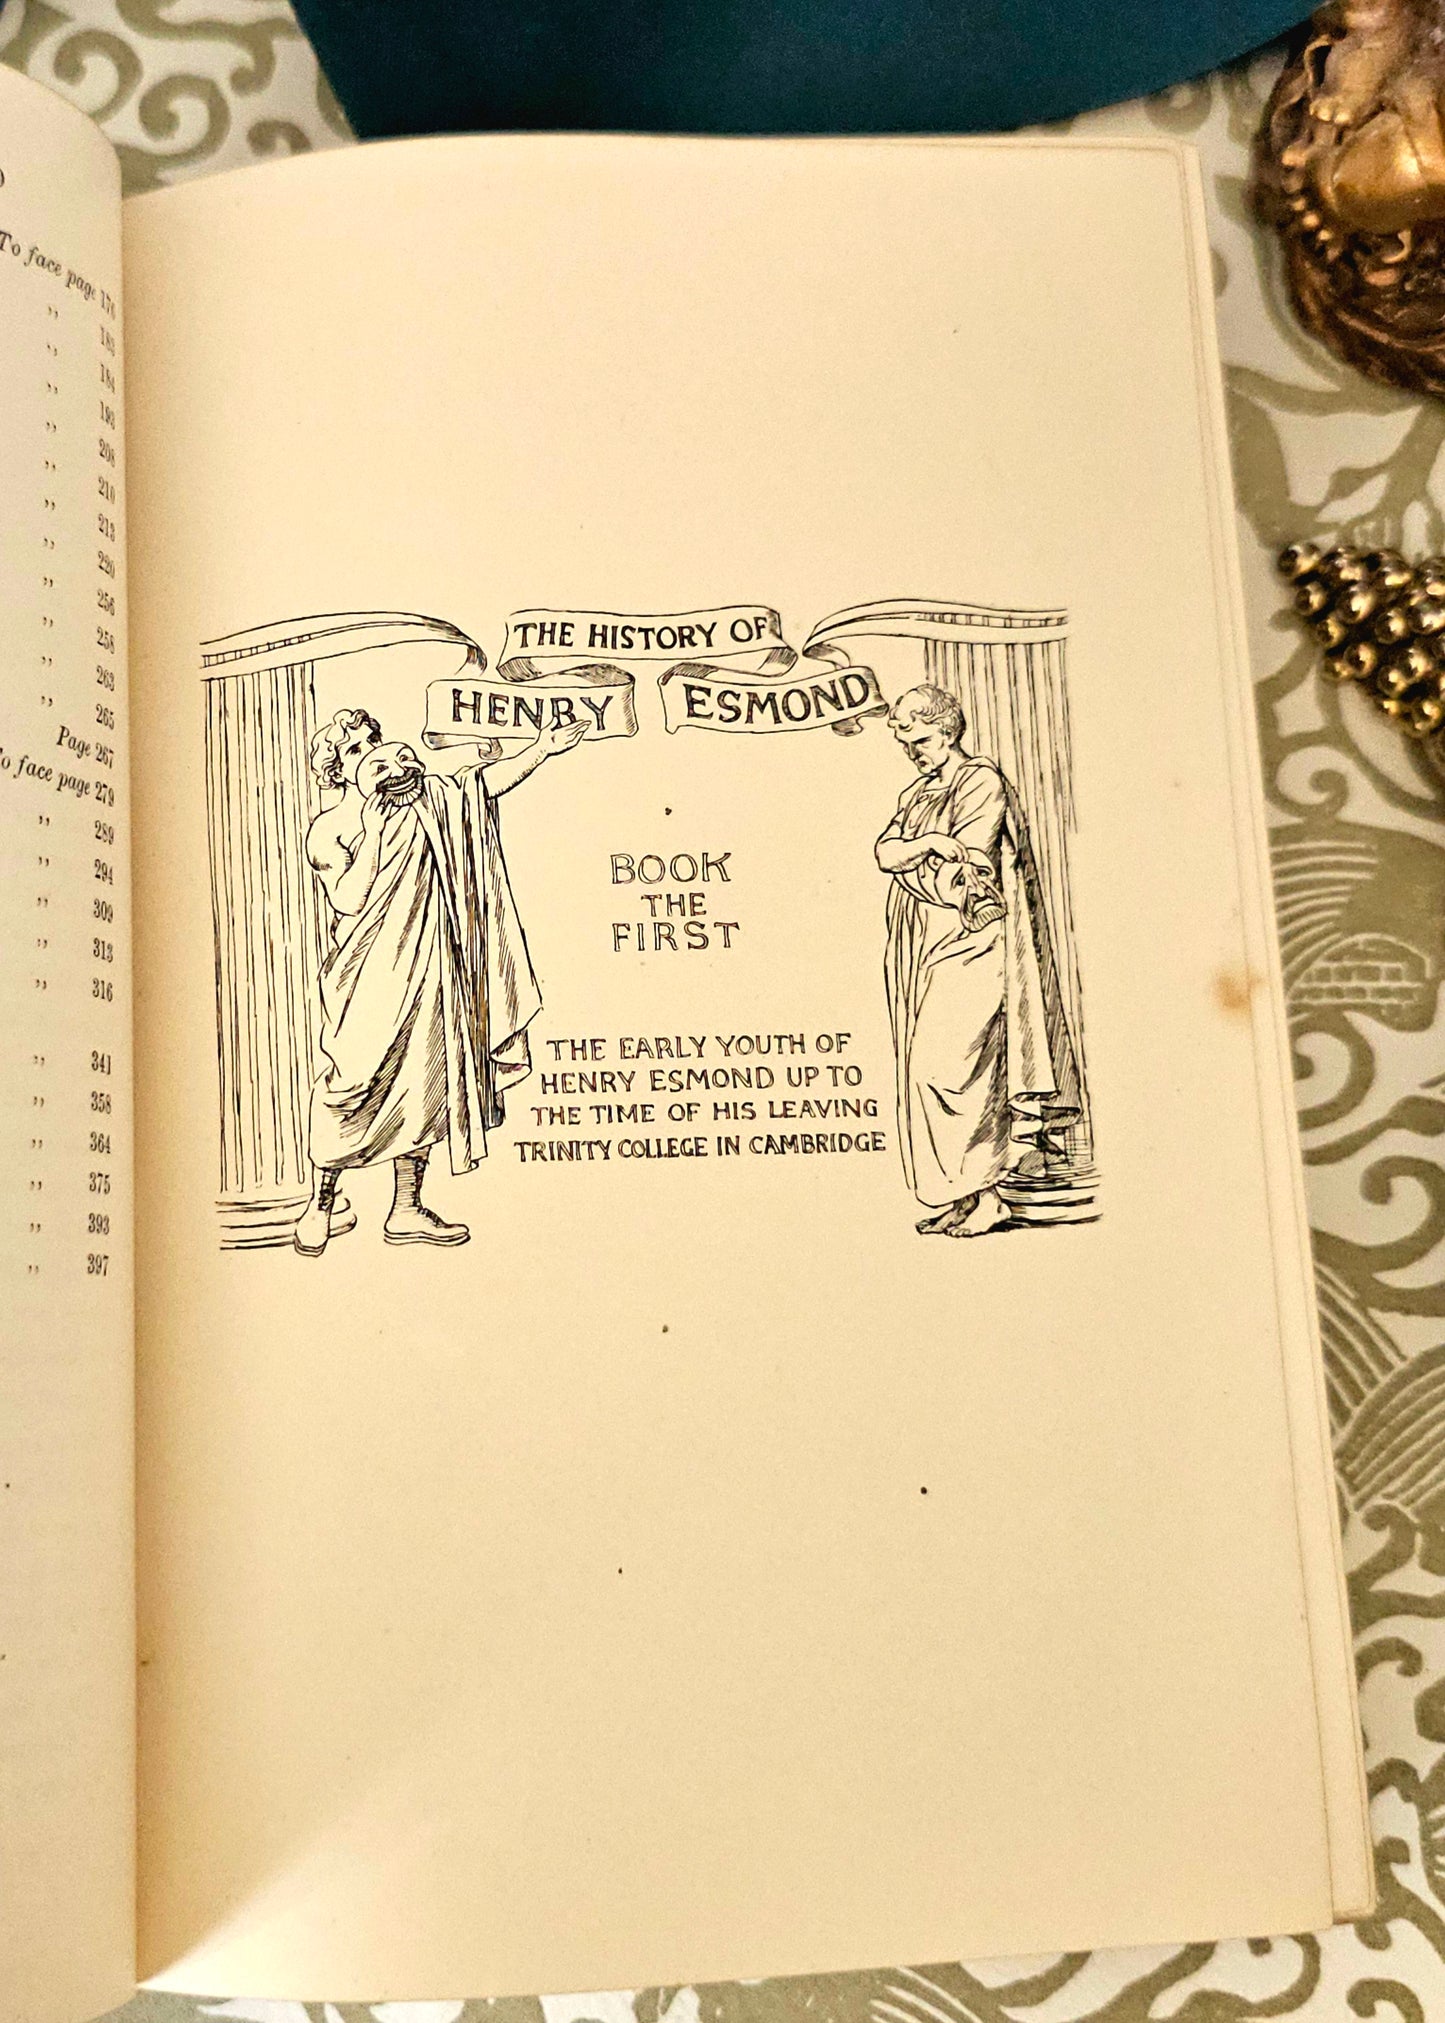 To face page 176
” 183
” 184
” 193
” 208
” 210
” 213
” 220
” 256
” 258
” 263
” 265
Page 267
To face page 279
” 289
” 294
” 309
” 313
” 316
” 341
” 358
” 364
” 375
” 393
” 397
THE HISTORY OF
HENRY ESMOND
BOOK
THE
FIRST
THE EARLY YOUTH OF
HENRY ESMOND UP TO
THE TIME OF HIS LEAVING
TRINITY COLLEGE IN CAMBRIDGE